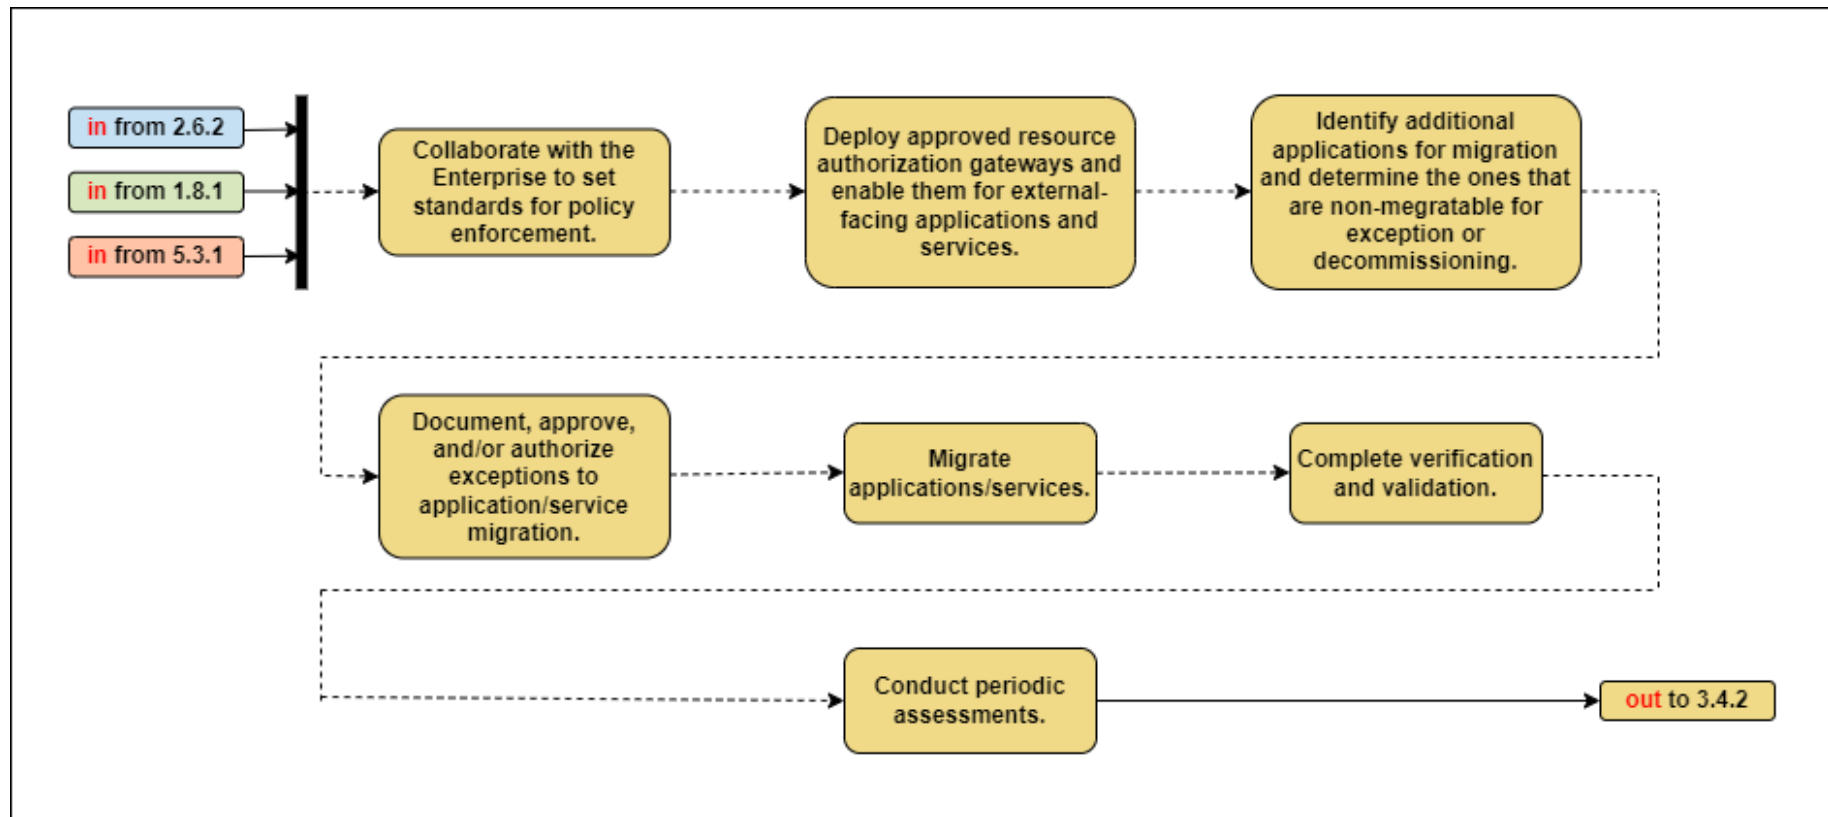 in from 2.6.2
in from 1.8.1
in from 5.3.1
Collaborate with the
Enterprise to set
standards for policy
enforcement.
Deploy approved resource
authorization gateways and
enable them for external-
facing applications and
services.
Identify additional
applications for migration
and determine the ones that
are non-megratable for
exception or
decommissioning.
Document, approve,
and/or authorize
exceptions to
application/service
migration.
Migrate
applications/services.
Complete verification
and validation.
Conduct periodic
assessments.
out to 3.4.2